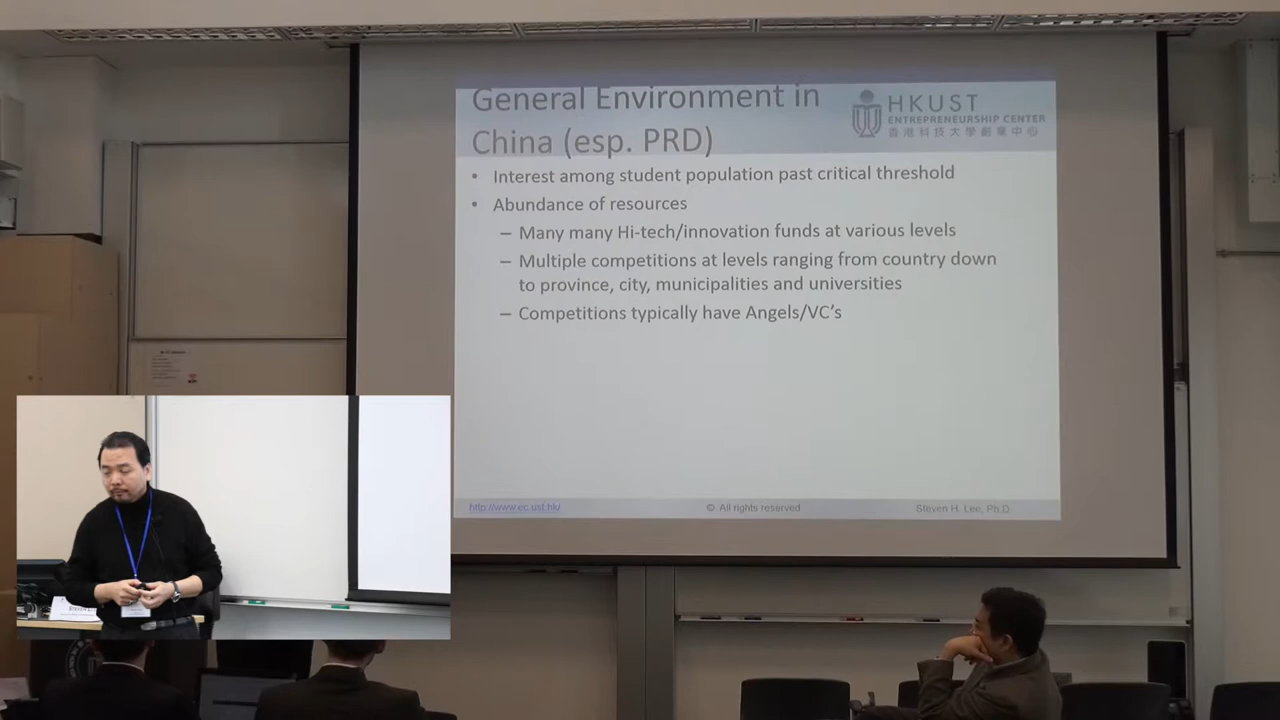 General Environment in
China (esp. PRD)
HKUST
ENTREPRENEURSHIP CENTER
香港科技大學創業中心
• Interest among student population past critical threshold
• Abundance of resources
– Many many Hi-tech/innovation funds at various levels
– Multiple competitions at levels ranging from country down
to province, city, municipalities and universities
– Competitions typically have Angels/VC's
http://www.ec.ust.hk/
© All rights reserved
Steven H. Lee, Ph.D.